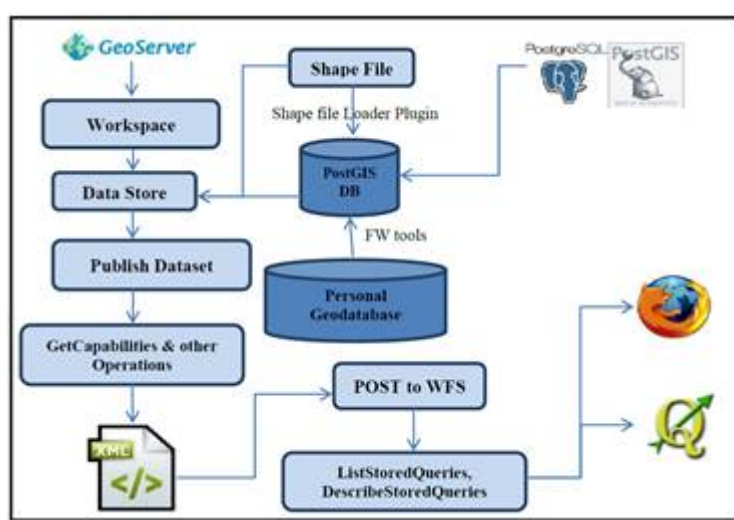 GeoServer
Shape File
PostgreSQL
PostGIS
Workspace
Shape file Loader Plugin
PostGIS
DB
Data Store
FW tools
Publish Dataset
Personal
Geodatabase
GetCapabilities & other
Operations
POST to WFS
XML
</>
ListStoredQueries,
DescribeStoredQueries